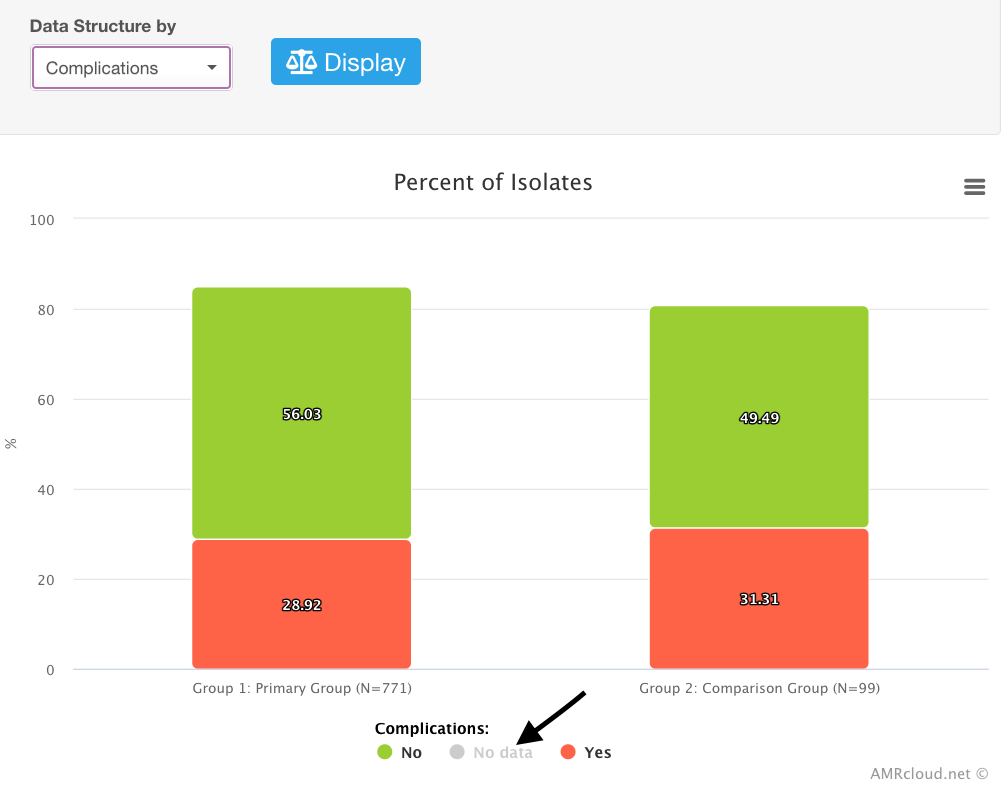 Data Structure by
Complications
Display
Percent of Isolates
100
80
60
40
20
0
%
56.03
49.49
28.92
31.31
Group 1: Primary Group (N=771)
Group 2: Comparison Group (N=99)
Complications:
No No data Yes
AMRcloud.net ©